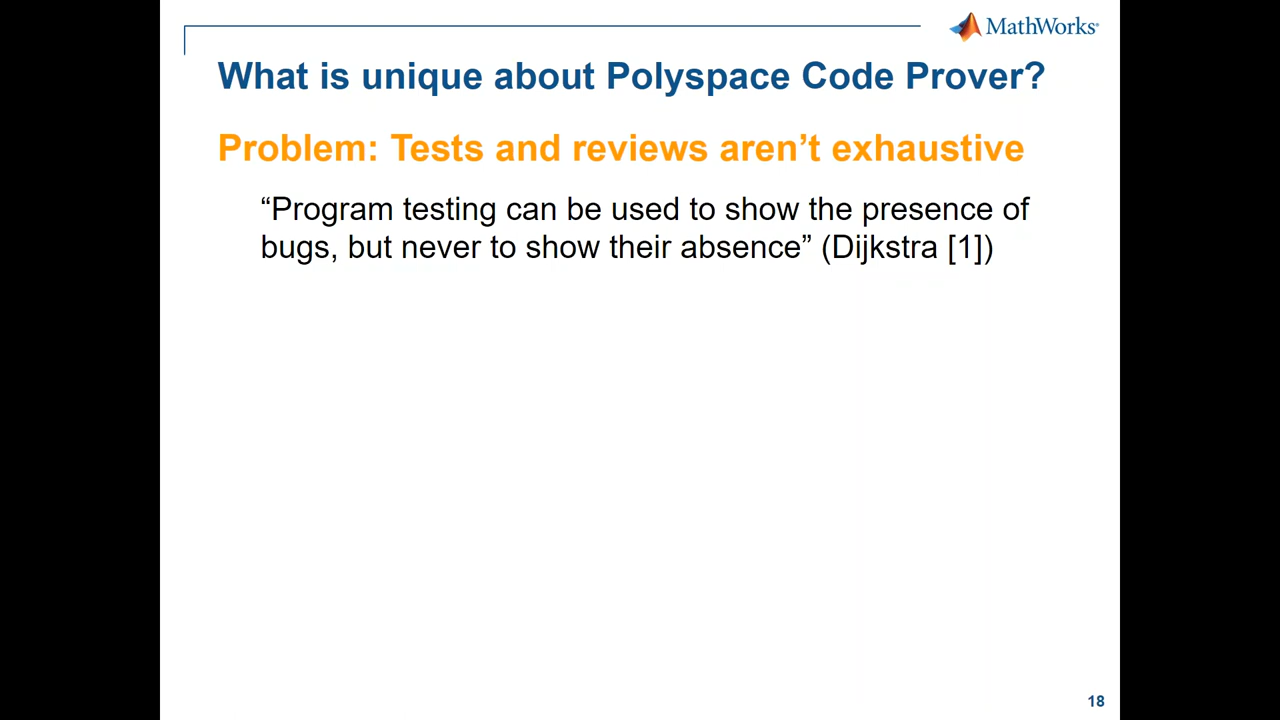 MathWorks®
What is unique about Polyspace Code Prover?
Problem: Tests and reviews aren’t exhaustive
“Program testing can be used to show the presence of
bugs, but never to show their absence” (Dijkstra [1])
18